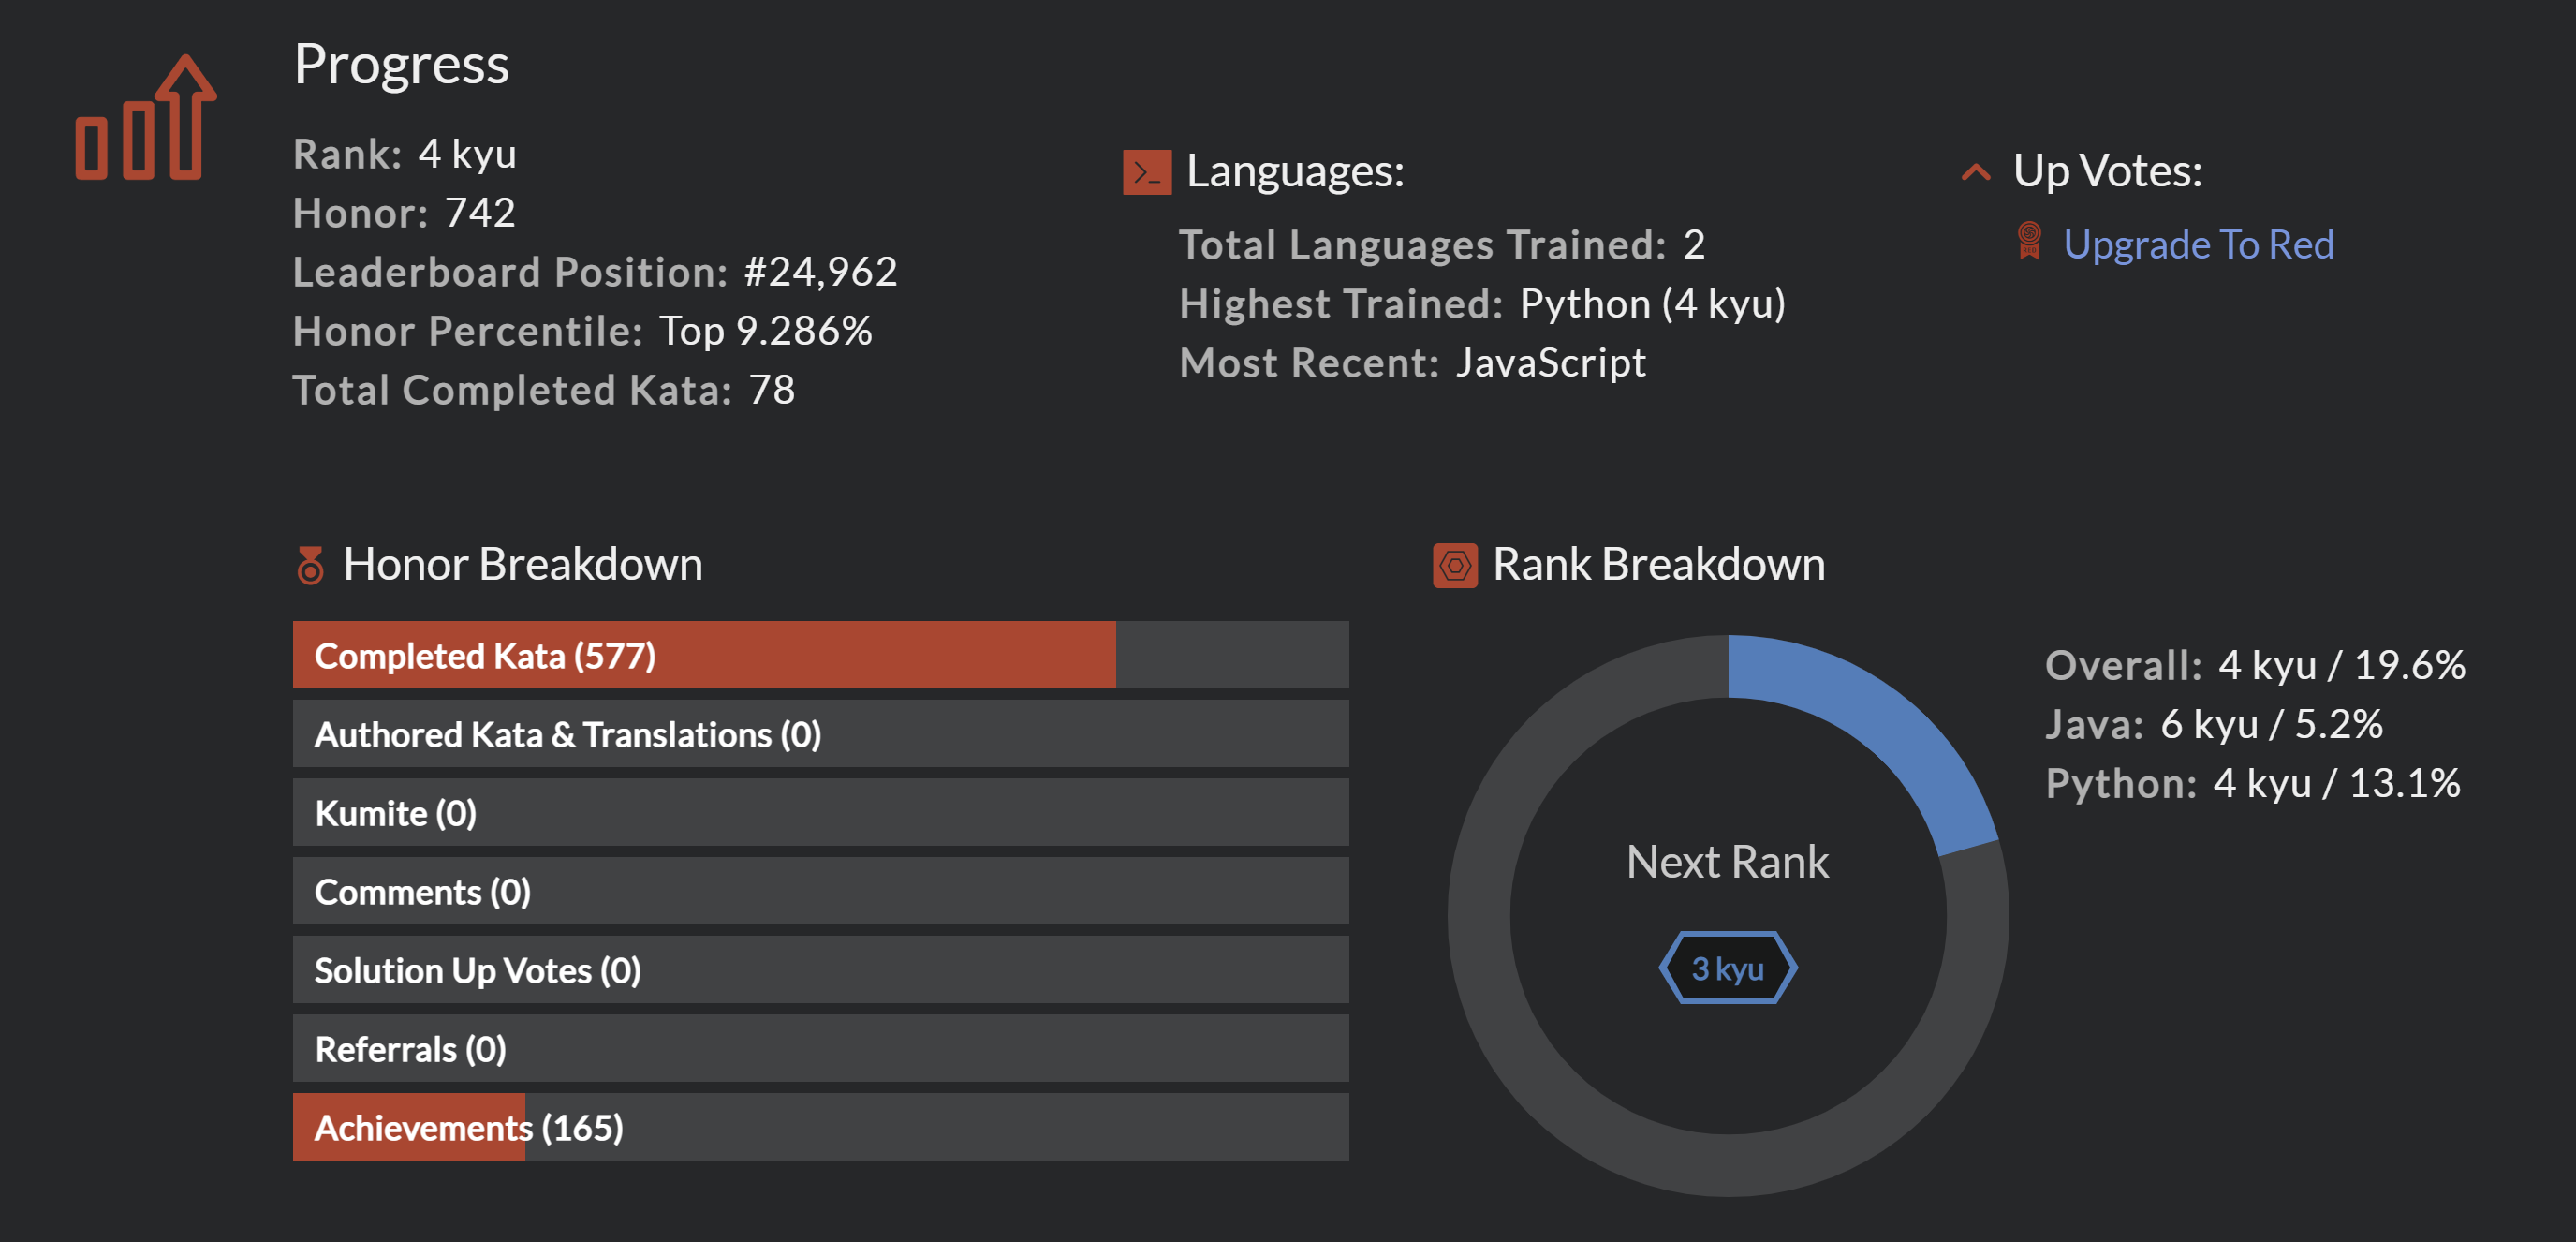 Progress
Rank: 4 kyu
Honor: 742
Leaderboard Position: #24,962
Honor Percentile: Top 9.286%
Total Completed Kata: 78
Languages:
Total Languages Trained: 2
Highest Trained: Python (4 kyu)
Most Recent: JavaScript
Up Votes:
Upgrade To Red
Honor Breakdown
Completed Kata (577)
Authored Kata & Translations (0)
Kumite (0)
Comments (0)
Solution Up Votes (0)
Referrals (0)
Achievements (165)
Rank Breakdown
Next Rank
3 kyu
Overall: 4 kyu / 19.6%
Java: 6 kyu / 5.2%
Python: 4 kyu / 13.1%